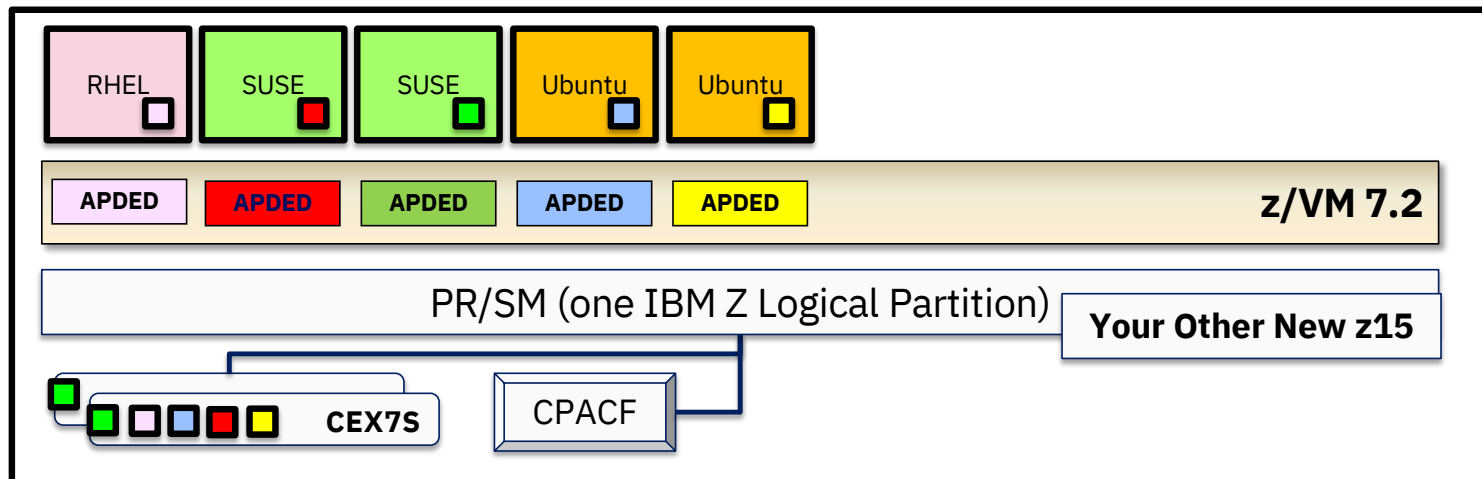 RHEL
SUSE
SUSE
Ubuntu
Ubuntu
APDED
APDED
APDED
APDED
APDED
z/VM 7.2
PR/SM (one IBM Z Logical Partition)
Your Other New z15
CEX7S
CPACF